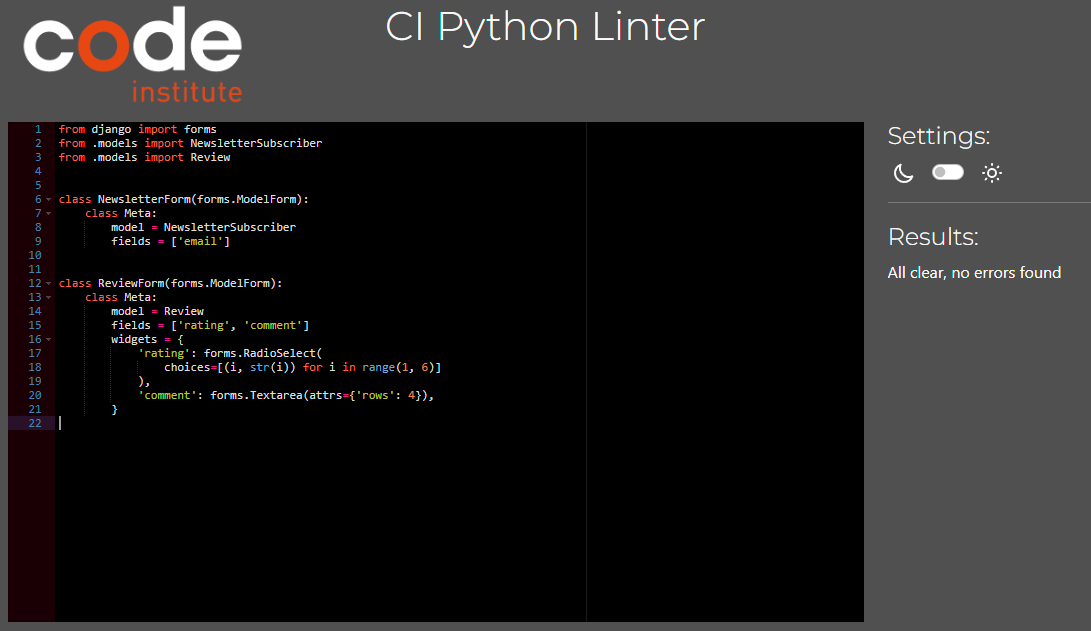 code
institute
CI Python Linter
1 from django import forms
2 from .models import NewsletterSubscriber
3 from .models import Review
4
5
6 class NewsletterForm(forms.ModelForm):
7     class Meta:
8         model = NewsletterSubscriber
9         fields = ['email']
10
11
12 class ReviewForm(forms.ModelForm):
13     class Meta:
14         model = Review
15         fields = ['rating', 'comment']
16         widgets = {
17             'rating': forms.RadioSelect(
18                 choices=[(i, str(i)) for i in range(1, 6)]
19             ),
20             'comment': forms.Textarea(attrs={'rows': 4}),
21         }
22
Settings:
Results:
All clear, no errors found